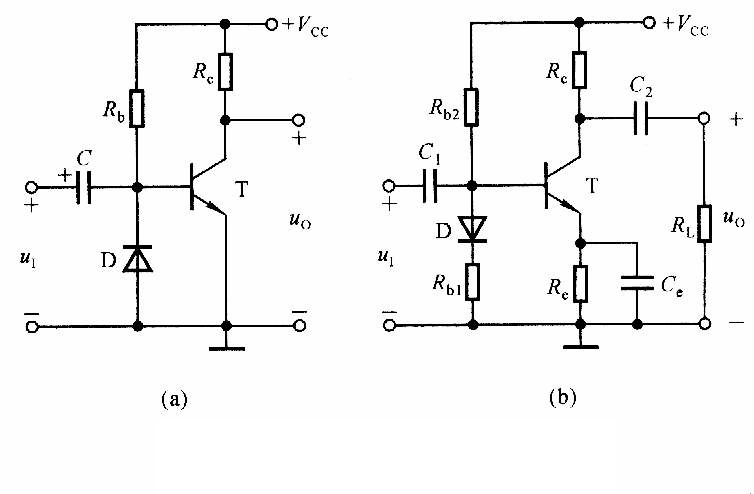 +V_CC
R_c
R_b
C
+
+
+
T
D
u_I
u_O
−
−
(a)
+V_CC
R_c
R_b2
C_2
C_1
+
+
T
D
R_L
u_O
u_I
R_b1
R_e
C_e
−
−
(b)